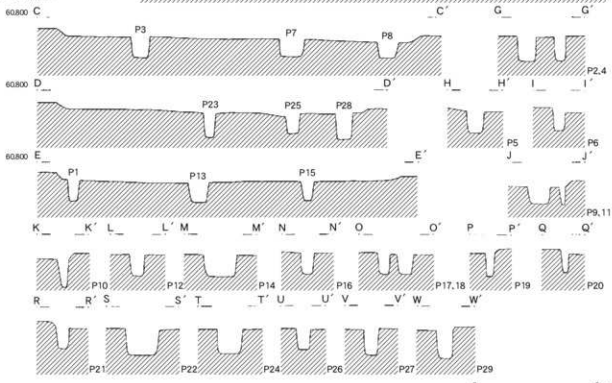 60.800 C C′ G G′
P3 P7 P8 P2,4
60.800 D D′ H H′ I I′
P23 P25 P28 P5 P6
60.800 E E′ J J′
P1 P13 P15 P9,11
K K′ L L′ M M′ N N′ O O′ P P′ Q Q′
P10 P12 P14 P16 P17,18 P19 P20
R R′ S S′ T T′ U U′ V V′ W W′
P21 P22 P24 P26 P27 P29